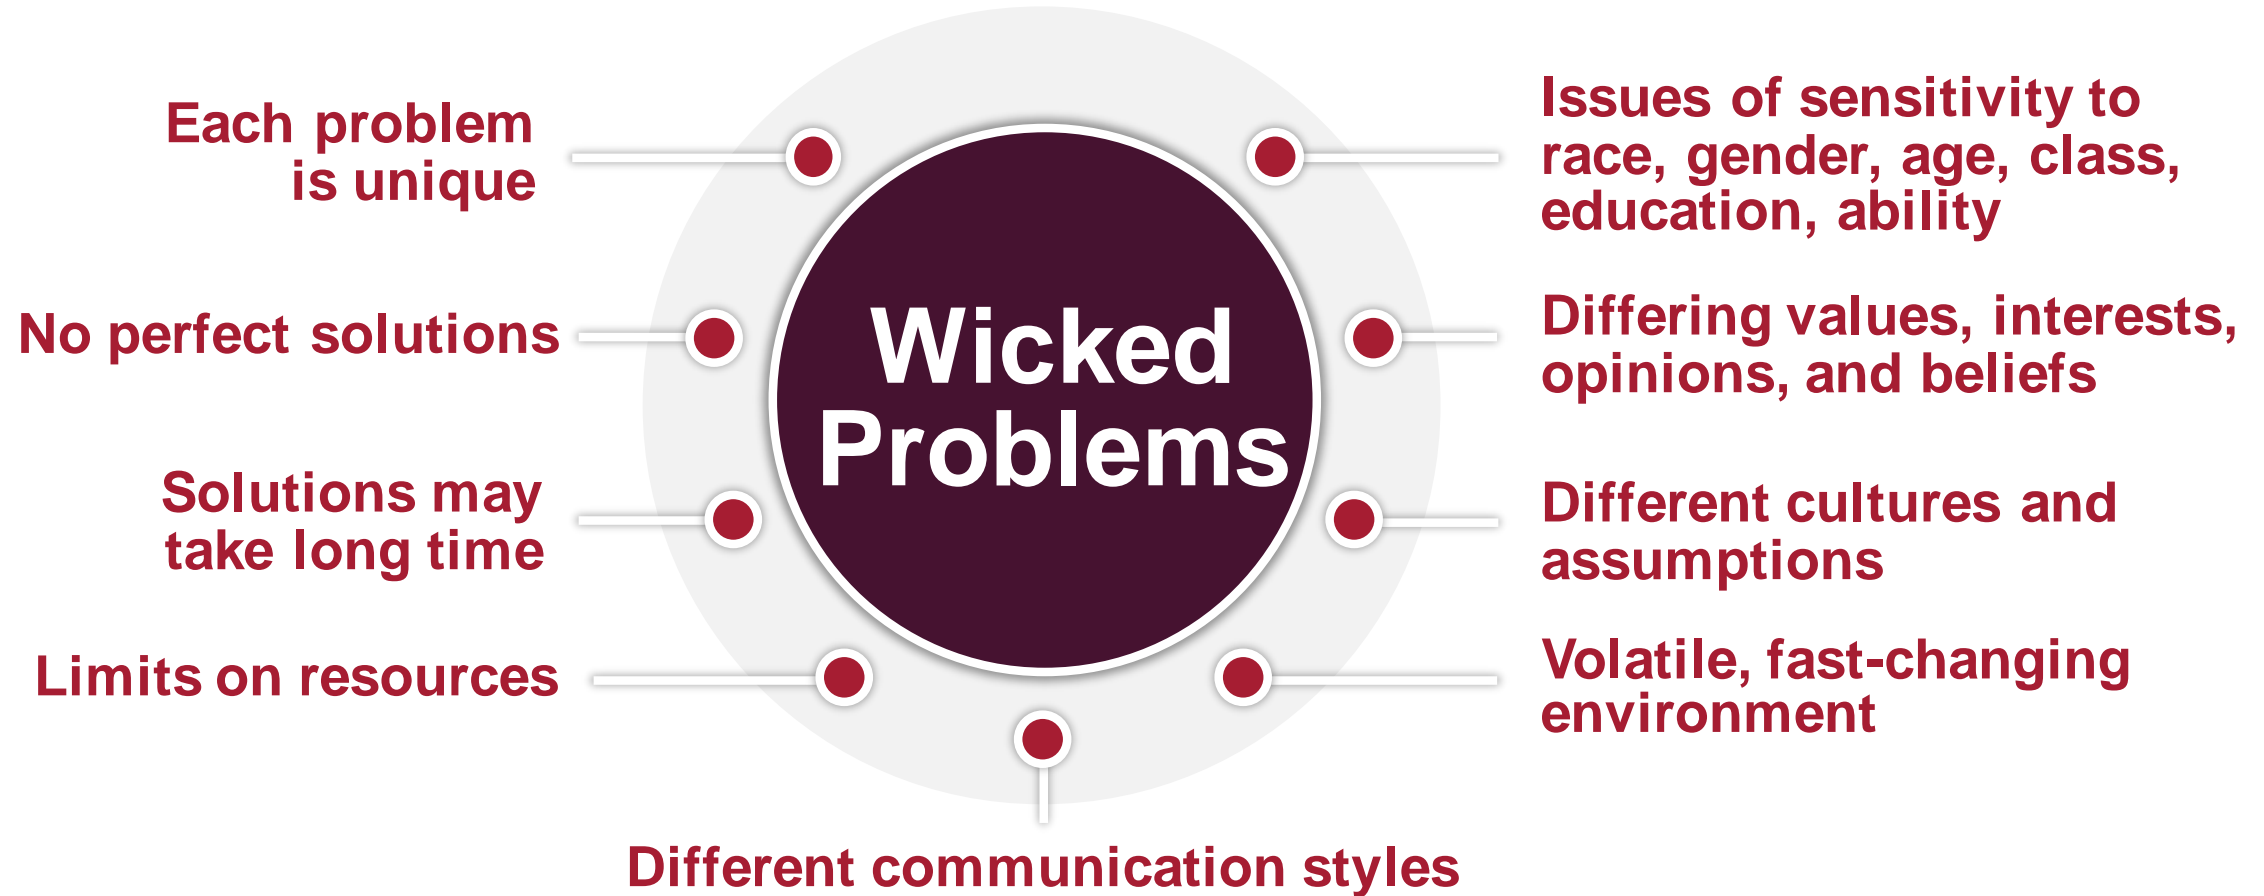 Each problem
is unique
No perfect solutions
Solutions may
take long time
Limits on resources
Wicked
Problems
Different communication styles
Issues of sensitivity to
race, gender, age, class,
education, ability
Differing values, interests,
opinions, and beliefs
Different cultures and
assumptions
Volatile, fast-changing
environment